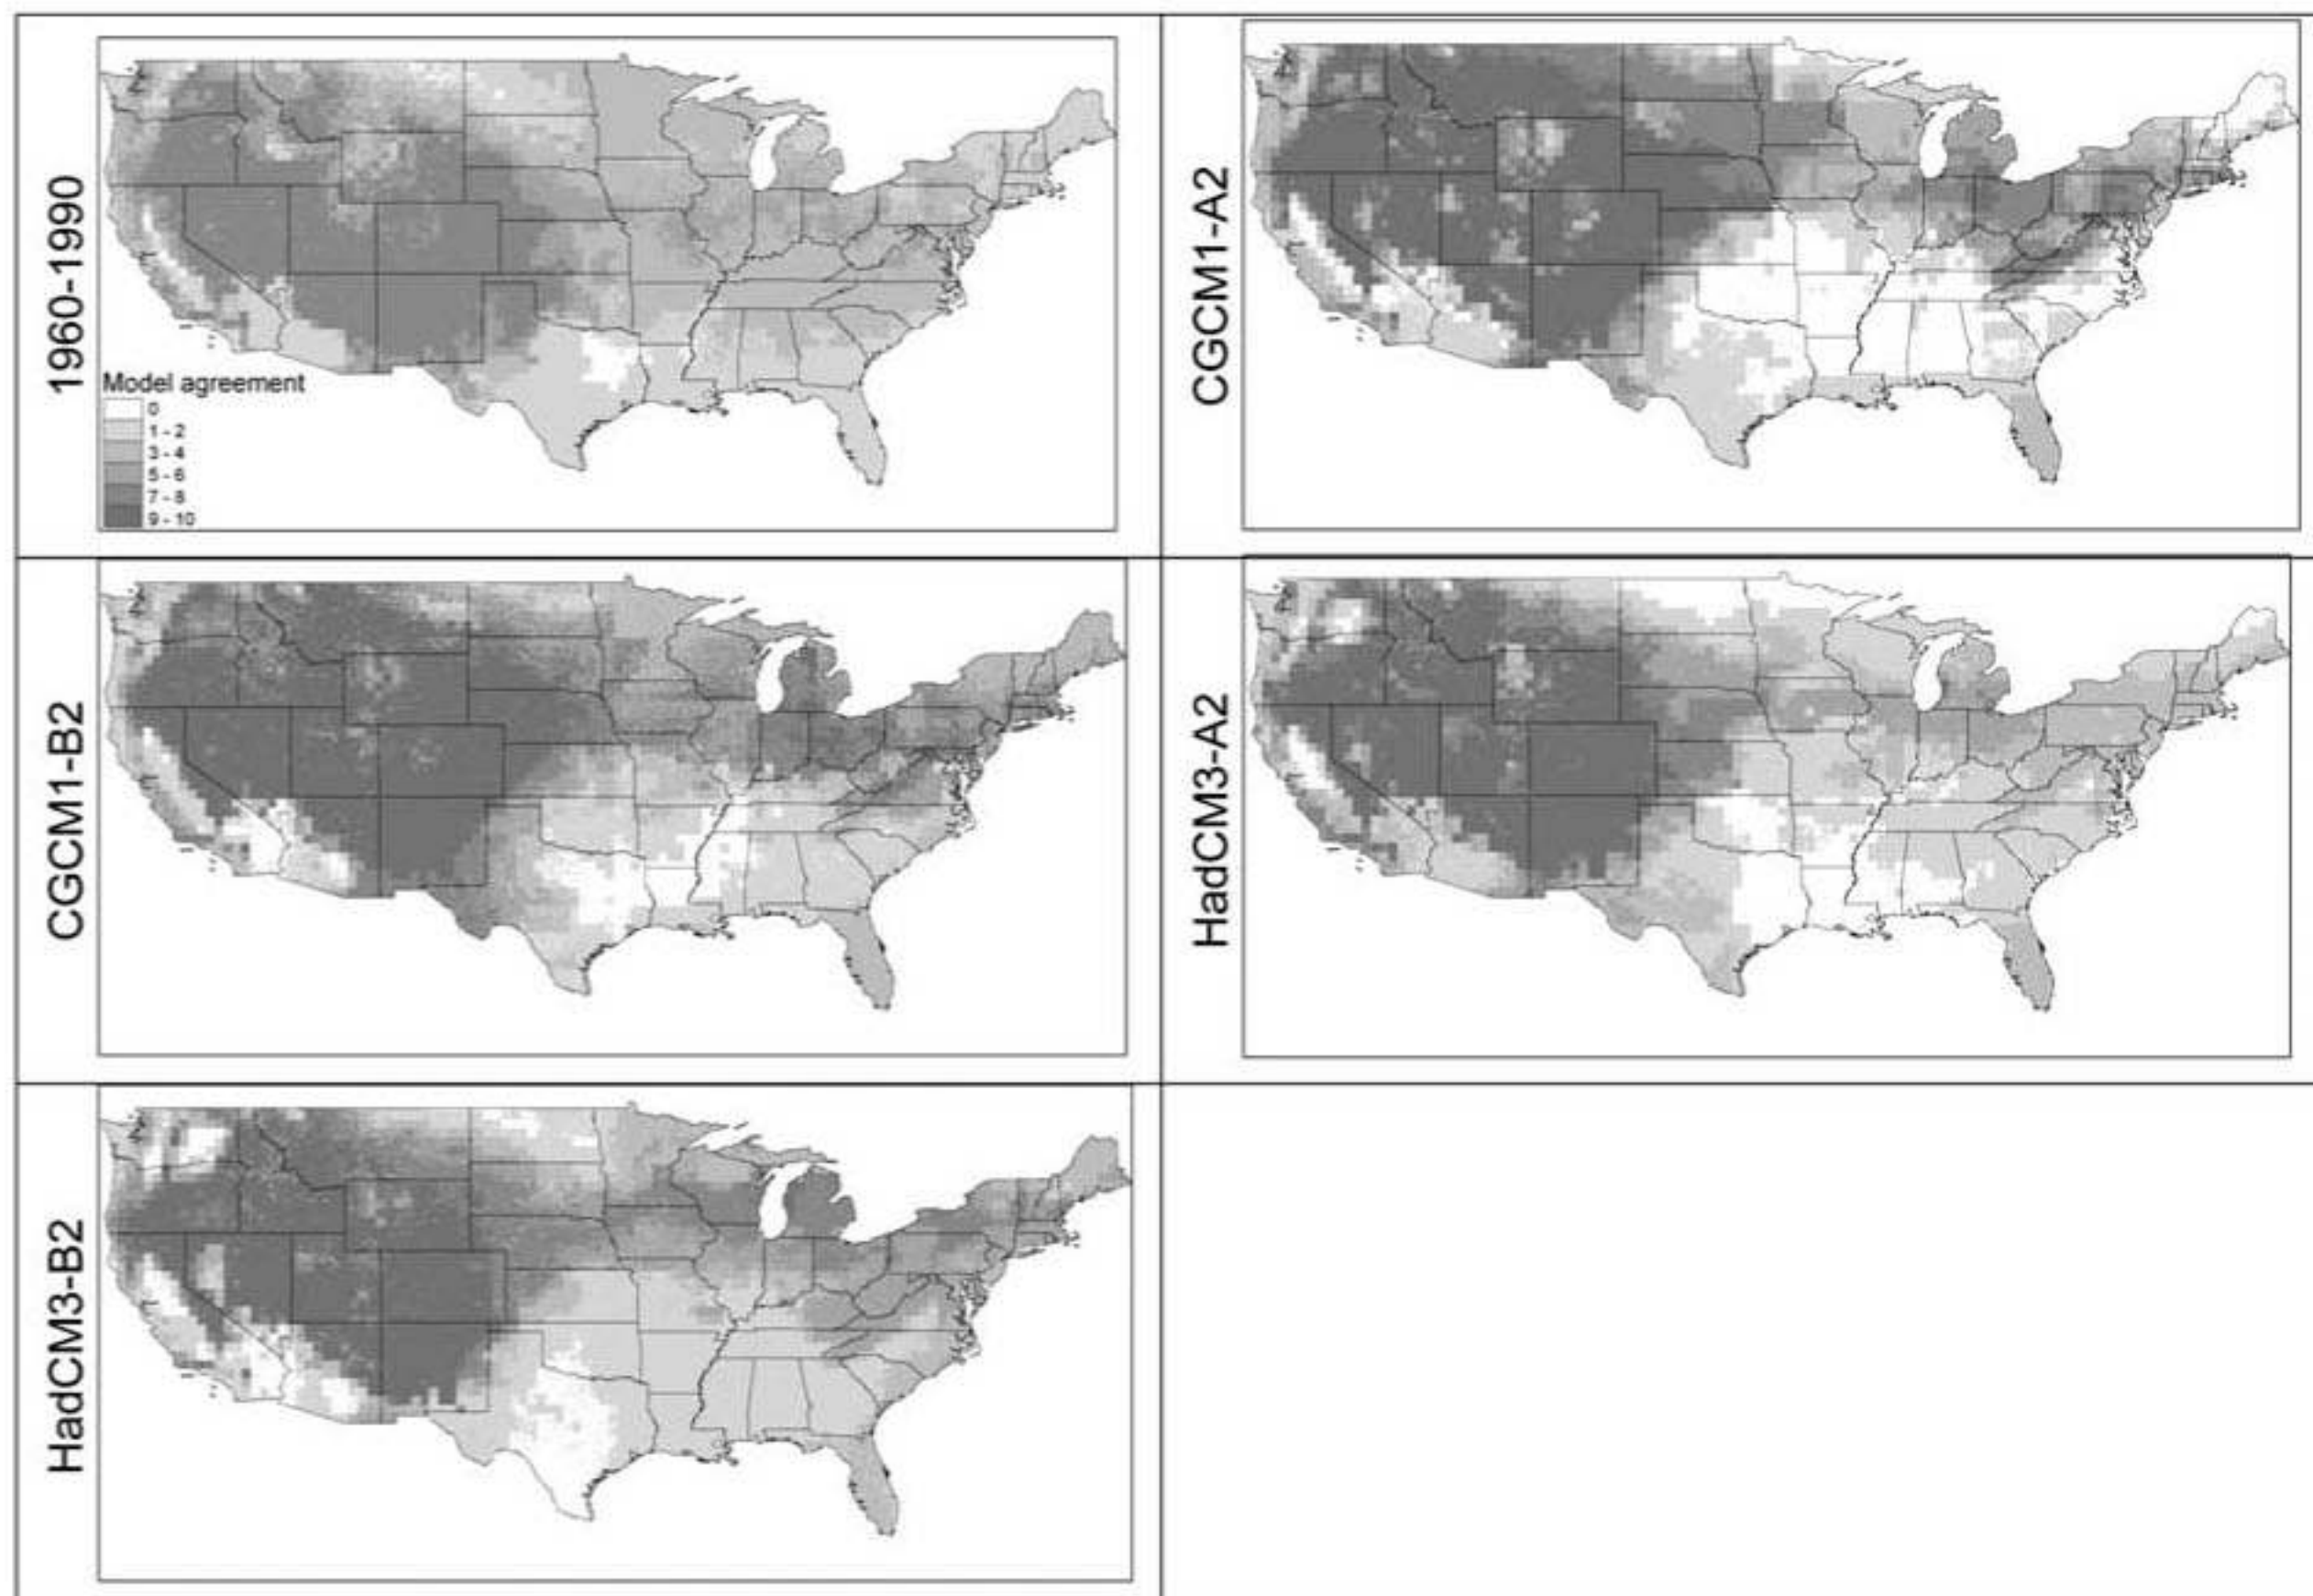 1960-1990
Model agreement
0
1 - 2
3 - 4
5 - 6
7 - 8
9 - 10
CGCM1-A2
CGCM1-B2
HadCM3-A2
HadCM3-B2